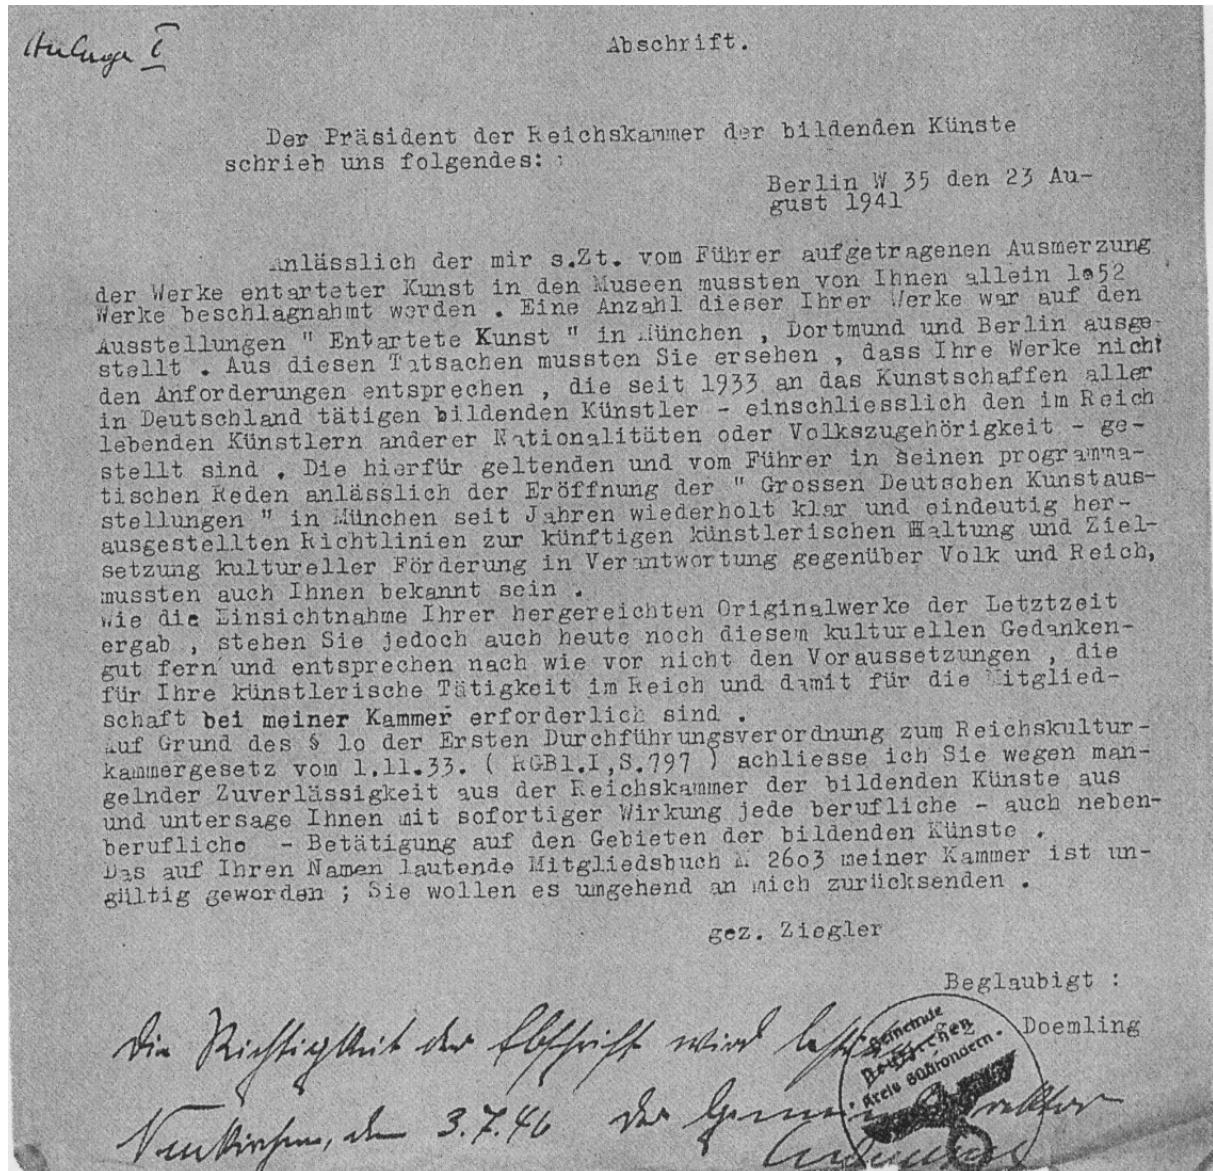 Anlage I
Abschrift.
Der Präsident der Reichskammer der bildenden Künste
schrieb uns folgendes: :
Berlin W 35 den 23 Au-
gust 1941
Anlässlich der mir s.Zt. vom Führer aufgetragenen Ausmerzung
der Werke entarteter Kunst in den Museen mussten von Ihnen allein 1o52
Werke beschlagnahmt werden . Eine Anzahl dieser Ihrer Werke war auf den
Ausstellungen " Entartete Kunst " in München , Dortmund und Berlin ausge-
stellt . Aus diesen Tatsachen mussten Sie ersehen , dass Ihre Werke nicht
den Anforderungen entsprechen , die seit 1933 an das Kunstschaffen aller
in Deutschland tätigen bildenden Künstler - einschliesslich den im Reich
lebenden Künstlern anderer Nationalitäten oder Volkszugehörigkeit - ge-
stellt sind . Die hierfür geltenden und vom Führer in seinen programma-
tischen Reden anlässlich der Eröffnung der " Grossen Deutschen Kunstaus-
stellungen " in München seit Jahren wiederholt klar und eindeutig her-
ausgestellten Richtlinien zur künftigen künstlerischen Haltung und Ziel-
setzung kultureller Förderung in Verantwortung gegenüber Volk und Reich,
mussten auch Ihnen bekannt sein .
Wie die Einsichtnahme Ihrer hergereichten Originalwerke der Letztzeit
ergab , stehen Sie jedoch auch heute noch diesem kulturellen Gedanken-
gut fern und entsprechen nach wie vor nicht den Voraussetzungen , die
für Ihre künstlerische Tätigkeit im Reich und damit für die Mitglied-
schaft bei meiner Kammer erforderlich sind .
Auf Grund des § 1o der Ersten Durchführungsverordnung zum Reichskultur-
kammergesetz vom 1.11.33. ( RGBl.I,S.797 ) achliesse ich Sie wegen man-
gelnder Zuverlässigkeit aus der Reichskammer der bildenden Künste aus
und untersage Ihnen mit sofortiger Wirkung jede berufliche - auch neben-
berufliche - Betätigung auf den Gebieten der bildenden Künste .
Das auf Ihren Namen lautende Mitgliedsbuch M 26o3 meiner Kammer ist un-
gültig geworden ; Sie wollen es umgehend an mich zurücksenden .
gez. Ziegler
Beglaubigt :
Doemling
Gemeinde
Neukirchen
Kreis Südtondern
Die Richtigkeit der Abschrift wird
Neukirchen, den 3.7.46 Der Gemeindedirektor